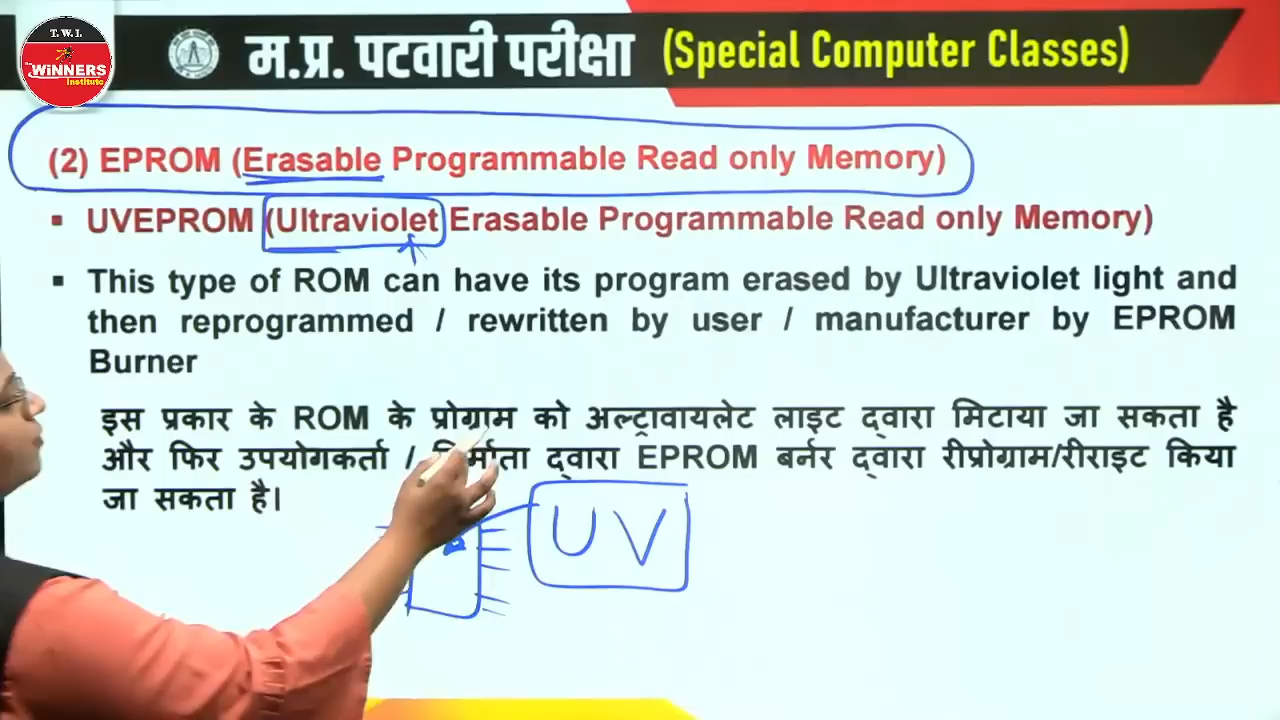 T.W.I.
The WiNNERS
institute
म.प्र. पटवारी परीक्षा (Special Computer Classes)
(2) EPROM (Erasable Programmable Read only Memory)
▪ UVEPROM (Ultraviolet Erasable Programmable Read only Memory)
▪ This type of ROM can have its program erased by Ultraviolet light and
then reprogrammed / rewritten by user / manufacturer by EPROM
Burner
इस प्रकार के ROM के प्रोग्राम को अल्ट्रावायलेट लाइट द्वारा मिटाया जा सकता है
और फिर उपयोगकर्ता / निर्माता द्वारा EPROM बर्नर द्वारा रीप्रोग्राम/रीराइट किया
जा सकता है।
UV